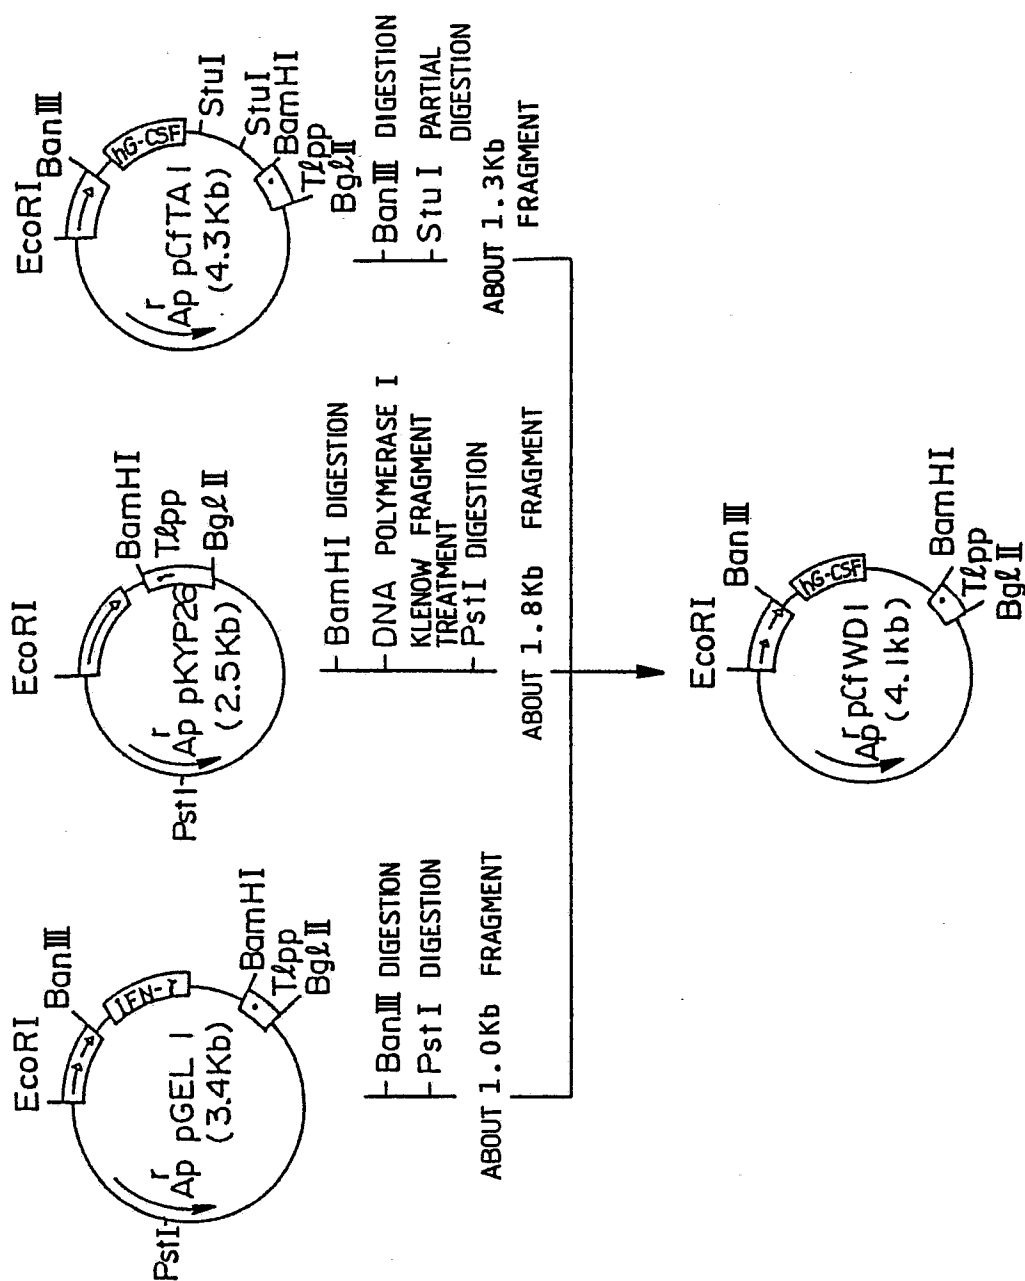 EcoRI
BanIII
IFN-γ
BamHI
Tlpp
BglII
PstI
Ap r
pGEL 1
(3.4Kb)
BanIII DIGESTION
PstI DIGESTION
ABOUT 1.0Kb FRAGMENT
EcoRI
BamHI
Tlpp
BglII
PstI
Ap r
pKYP26
(2.5Kb)
BamHI DIGESTION
DNA POLYMERASE I
KLENOW FRAGMENT
TREATMENT
PstI DIGESTION
ABOUT 1.8Kb FRAGMENT
EcoRI
BanIII
hG-CSF
StuI
StuI
BamHI
Tlpp
BglII
Ap r
pCfTA 1
(4.3Kb)
BanIII DIGESTION
StuI PARTIAL
DIGESTION
ABOUT 1.3Kb
FRAGMENT
EcoRI
BanIII
hG-CSF
BamHI
Tlpp
BglII
Ap r
pCfWD1
(4.1kb)